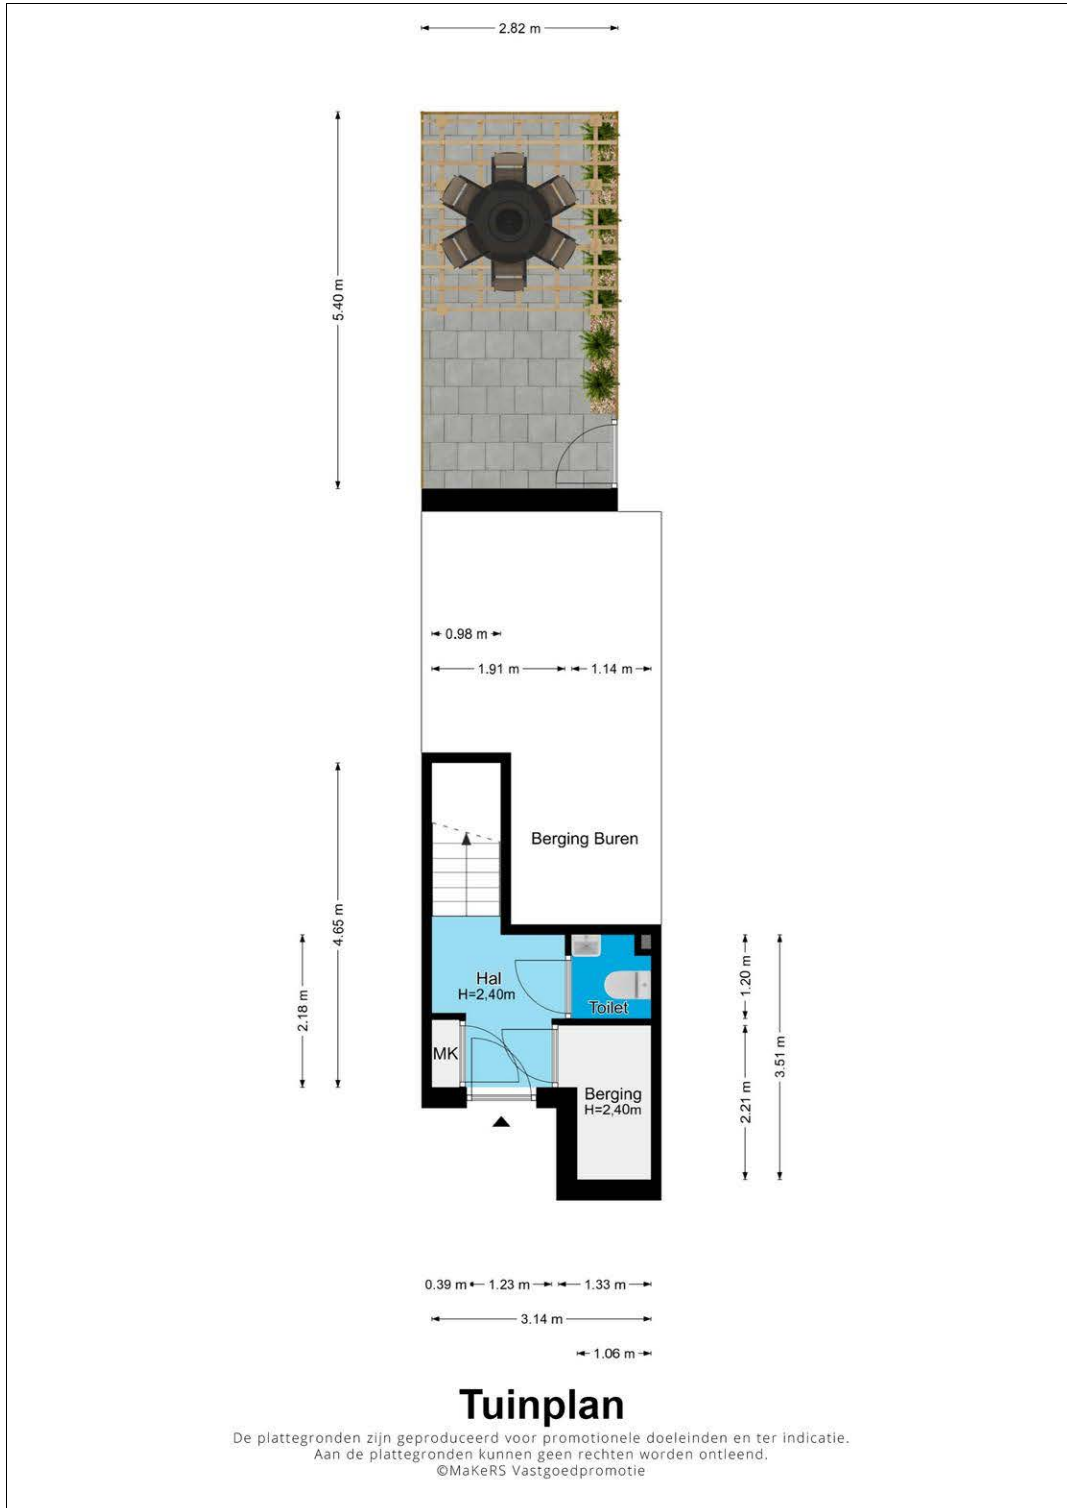 2.82 m
5.40 m
0.98 m
1.91 m
1.14 m
Berging Buren
4.65 m
Hal
H=2,40m
Toilet
1.20 m
2.18 m
3.51 m
MK
Berging
H=2,40m
2.21 m
0.39 m
1.23 m
1.33 m
3.14 m
1.06 m
Tuinplan
De plattegronden zijn geproduceerd voor promotionele doeleinden en ter indicatie.
Aan de plattegronden kunnen geen rechten worden ontleend.
©MaKeRS Vastgoedpromotie